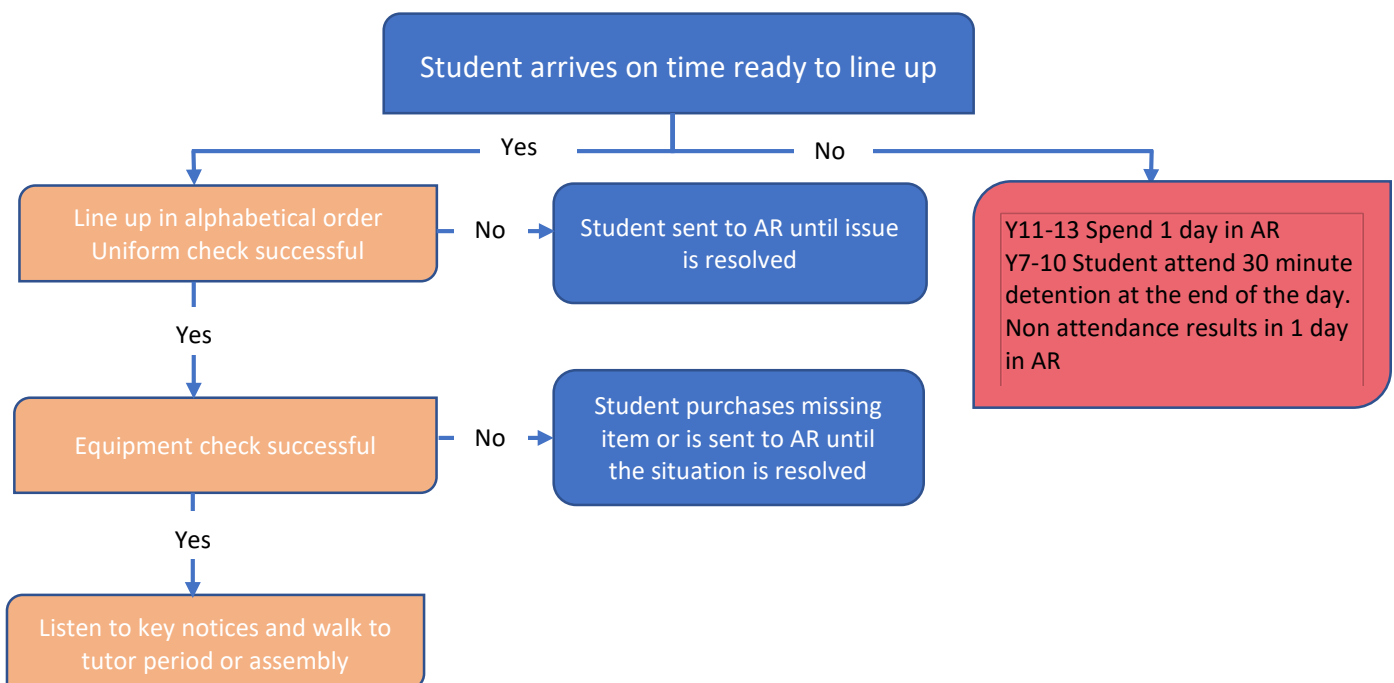 Student arrives on time ready to line up
Yes
No
Line up in alphabetical order
Uniform check successful
No
Student sent to AR until issue
is resolved
Y11-13 Spend 1 day in AR
Y7-10 Student attend 30 minute
detention at the end of the day.
Non attendance results in 1 day
in AR
Yes
Equipment check successful
No
Student purchases missing
item or is sent to AR until
the situation is resolved
Yes
Listen to key notices and walk to
tutor period or assembly